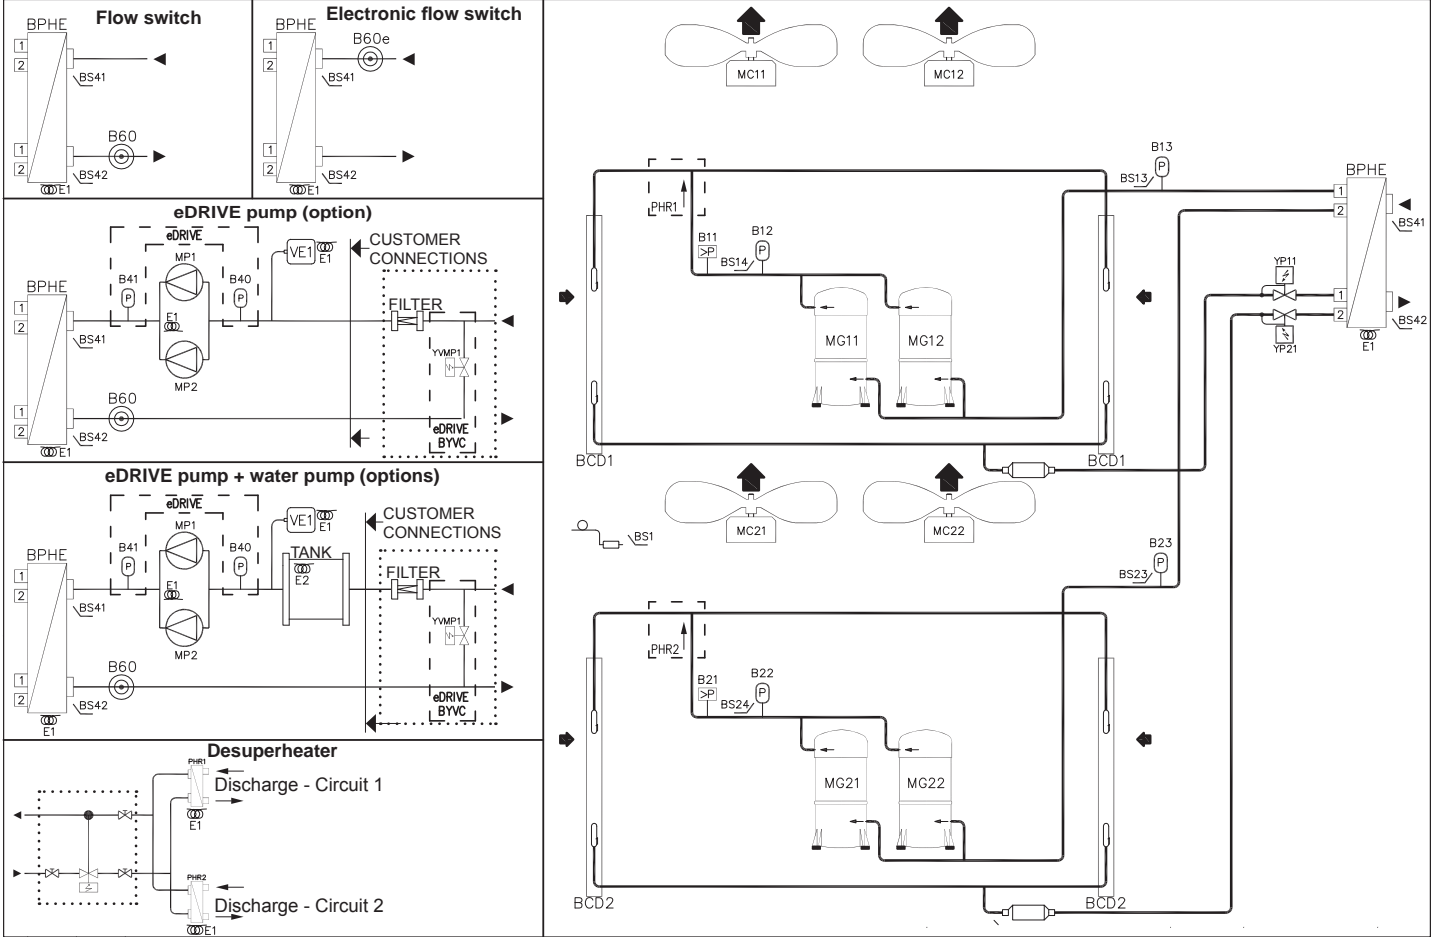 Flow switch
BPHE
1
2
BS41
B60
1
2
BS42
E1
Electronic flow switch
BPHE
B60e
1
2
BS41
1
2
BS42
E1
eDRIVE pump (option)
eDRIVE
MP1
VE1
E1
CUSTOMER
CONNECTIONS
B41
P
B40
P
BPHE
FILTER
1
2
E1
BS41
YVMP1
MP2
B60
1
2
BS42
eDRIVE
BYVC
E1
eDRIVE pump + water pump (options)
eDRIVE
MP1
VE1
E1
CUSTOMER
CONNECTIONS
B41
P
B40
P
TANK
BPHE
E2
FILTER
1
2
E1
BS41
YVMP1
MP2
B60
1
2
BS42
eDRIVE
BYVC
E1
Desuperheater
PHR1
Discharge - Circuit 1
E1
PHR2
Discharge - Circuit 2
E1
MC11
MC12
B13
P
BS13
BPHE
1
2
BS41
PHR1
B11
>P
B12
P
BS14
YP11
1
2
BS42
YP21
E1
MG11
MG12
BCD1
BCD1
MC21
MC22
BS1
B23
P
BS23
PHR2
B21
>P
B22
P
BS24
MG21
MG22
BCD2
BCD2